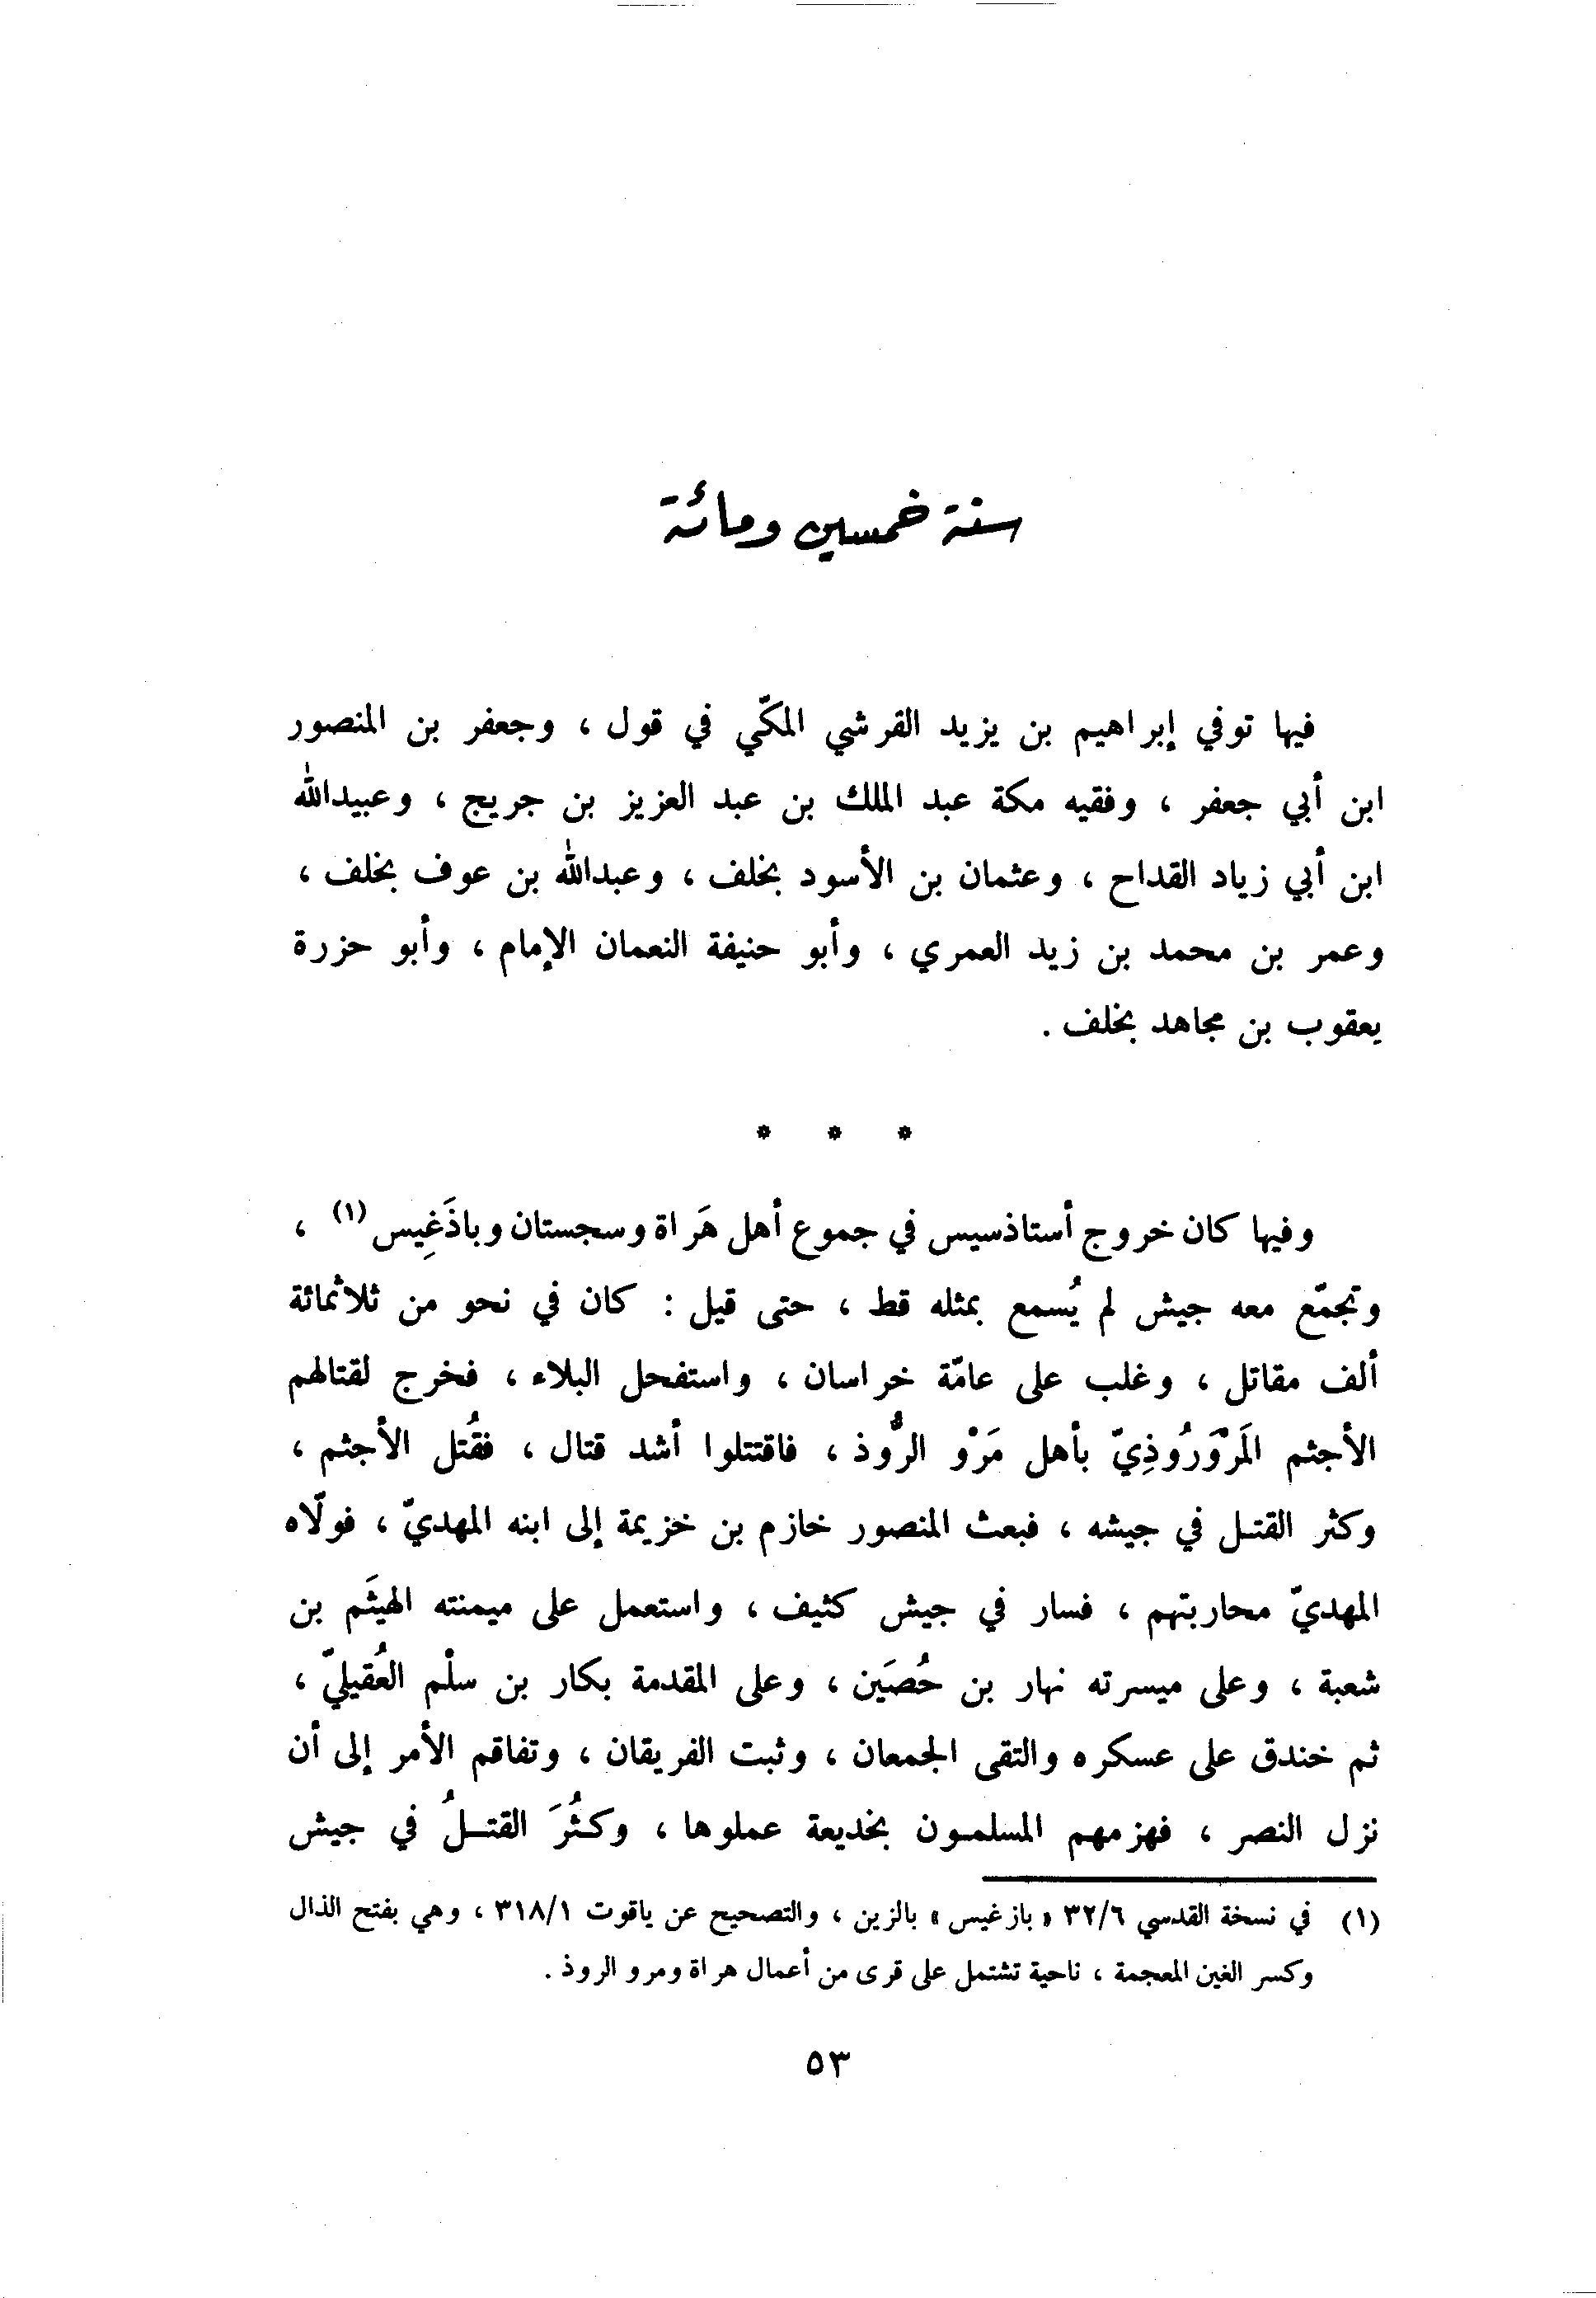 سنة خمسين ومائة
فيها توفي إبراهيم بن يزيد القرشي المكّي في قول ، وجعفر بن المنصور
ابن أبي جعفر ، وفقيه مكة عبد الملك بن عبد العزيز بن جريج ، وعبيدالله
ابن أبي زياد القداح ، وعثمان بن الأسود بخلف ، وعبدالله بن عوف بخلف ،
وعمر بن محمد بن زيد العمري ، وأبو حنيفة النعمان الإمام ، وأبو حزرة
يعقوب بن مجاهد بخلف .
* * *
وفيها كان خروج أستاذسيس في جموع أهل هَراة وسجستان وباذَغِيس (١) ،
وتجمّع معه جيش لم يُسمع بمثله قط ، حتى قيل : كان في نحو من ثلاثمائة
ألف مقاتل ، وغلب على عامّة خراسان ، واستفحل البلاء ، فخرج لقتالهم
الأجثم المَرْوَرُوذِيّ بأهل مَرْو الرُّوذ ، فاقتتلوا أشد قتال ، فقُتل الأجثم ،
وكثر القتل في جيشه ، فبعث المنصور خازم بن خزيمة إلى ابنه المهديّ ، فولّاه
المهديّ محاربتهم ، فسار في جيش كثيف ، واستعمل على ميمنته الهيثَم بن
شعبة ، وعلى ميسرته نهار بن حُصَين ، وعلى المقدمة بكار بن سلْم العُقيليّ ،
ثم خندق على عسكره والتقى الجمعان ، وثبت الفريقان ، وتفاقم الأمر إلى أن
نزل النصر ، فهزمهم المسلمون بخديعة عملوها ، وكثُرَ القتلُ في جيش
(١) في نسخة القدسي ٣٢/٦ « بازغيس » بالزين ، والتصحيح عن ياقوت ٣١٨/١ ، وهي بفتح الذال
وكسر الغين المعجمة ، ناحية تشتمل على قرى من أعمال هراة ومرو الروذ .
٥٣